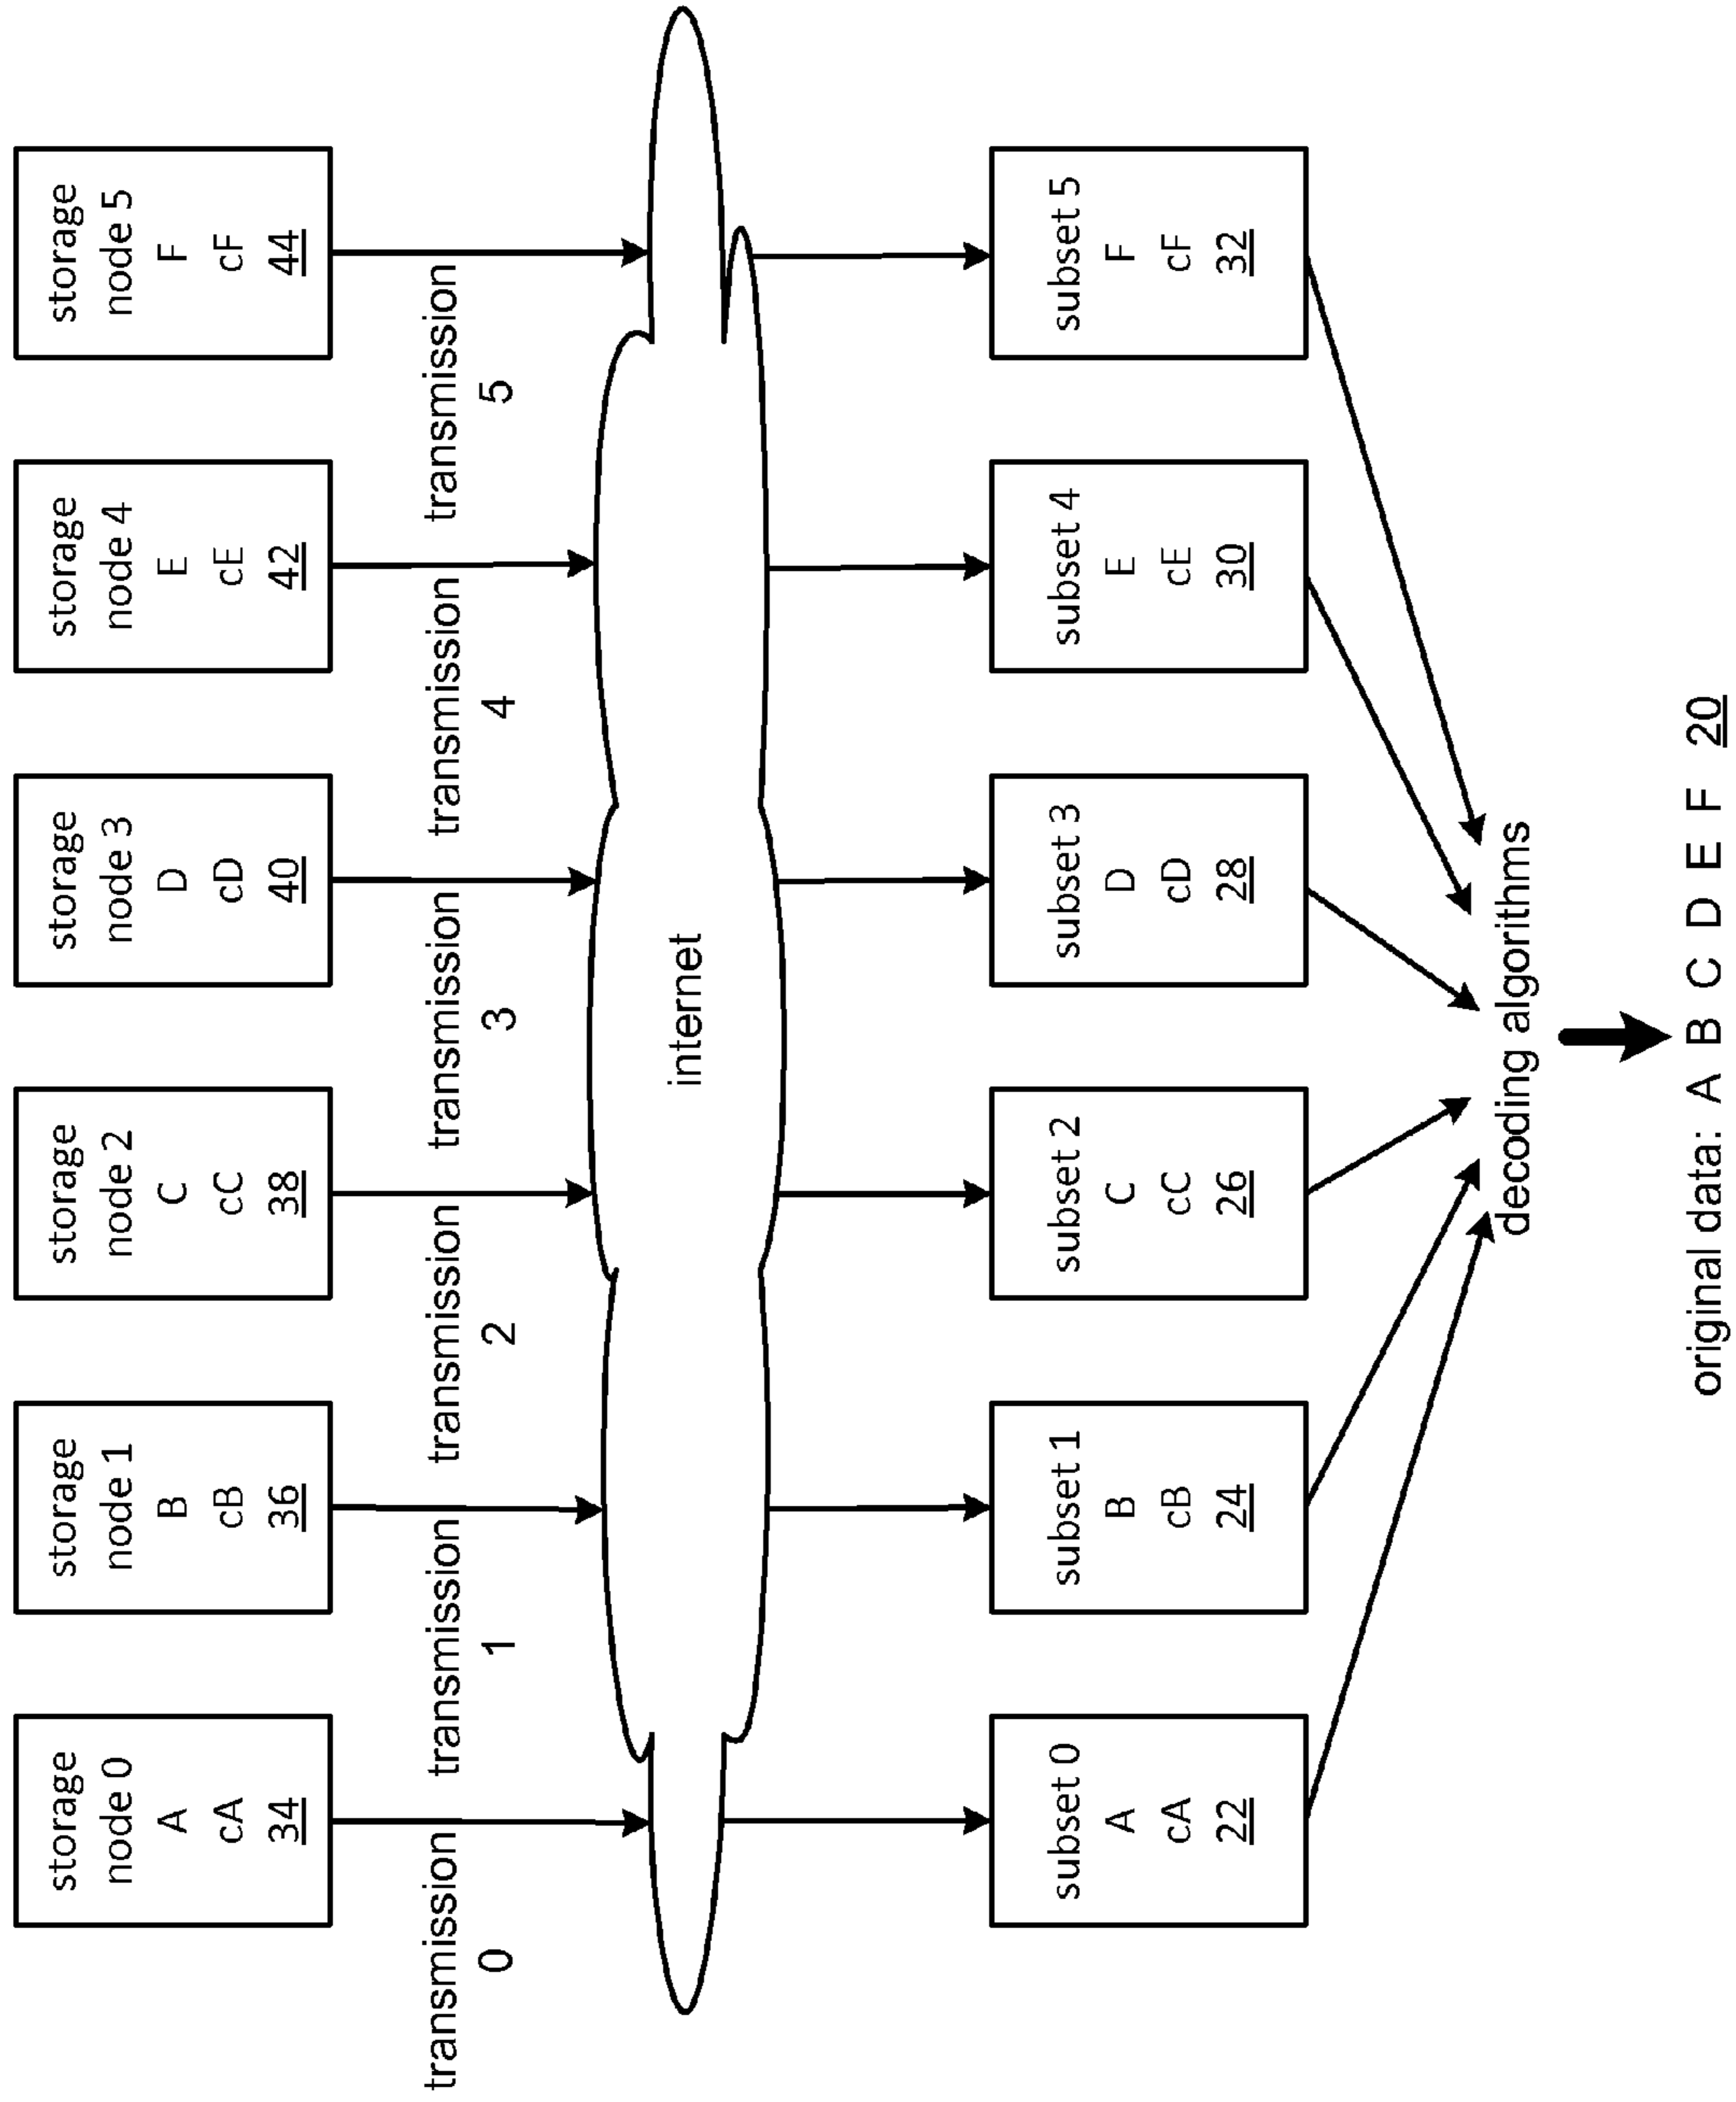 storage
node 0
A
cA
34
storage
node 1
B
cB
36
storage
node 2
C
cC
38
storage
node 3
D
cD
40
storage
node 4
E
cE
42
storage
node 5
F
cF
44
transmission
0
transmission
1
transmission
2
transmission
3
transmission
4
transmission
5
internet
subset 0
A
cA
22
subset 1
B
cB
24
subset 2
C
cC
26
subset 3
D
cD
28
subset 4
E
cE
30
subset 5
F
cF
32
decoding algorithms
original data: A B C D E F 20